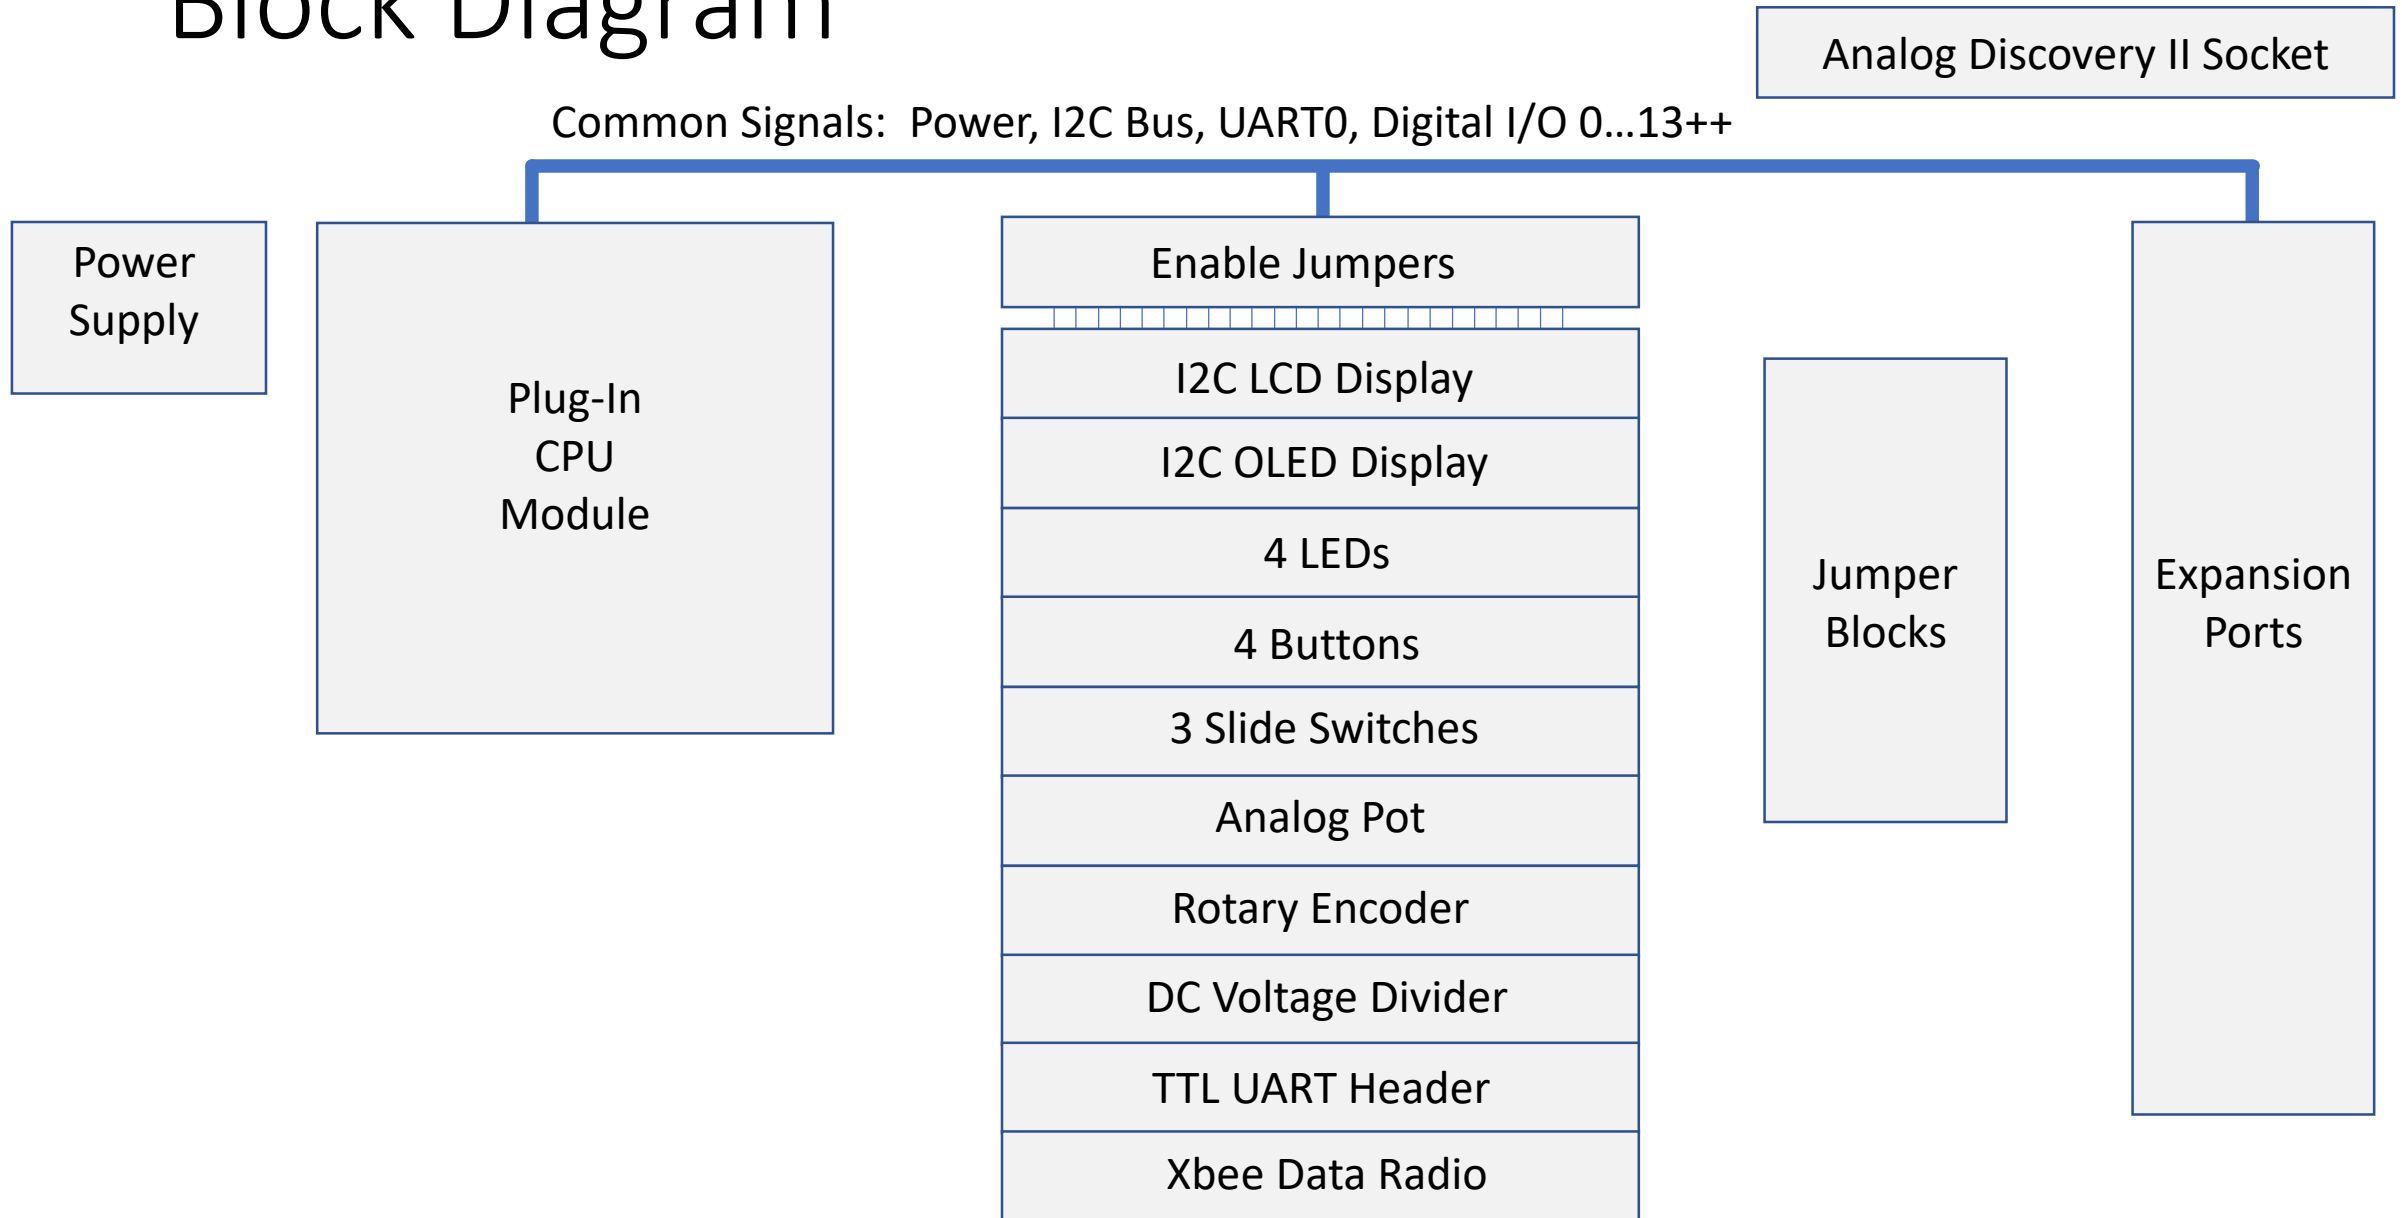 Block Diagram
Analog Discovery II Socket
Common Signals:  Power, I2C Bus, UART0, Digital I/O 0...13++
Power
Supply
Plug-In
CPU
Module
Enable Jumpers
I2C LCD Display
I2C OLED Display
4 LEDs
4 Buttons
3 Slide Switches
Analog Pot
Rotary Encoder
DC Voltage Divider
TTL UART Header
Xbee Data Radio
Jumper
Blocks
Expansion
Ports